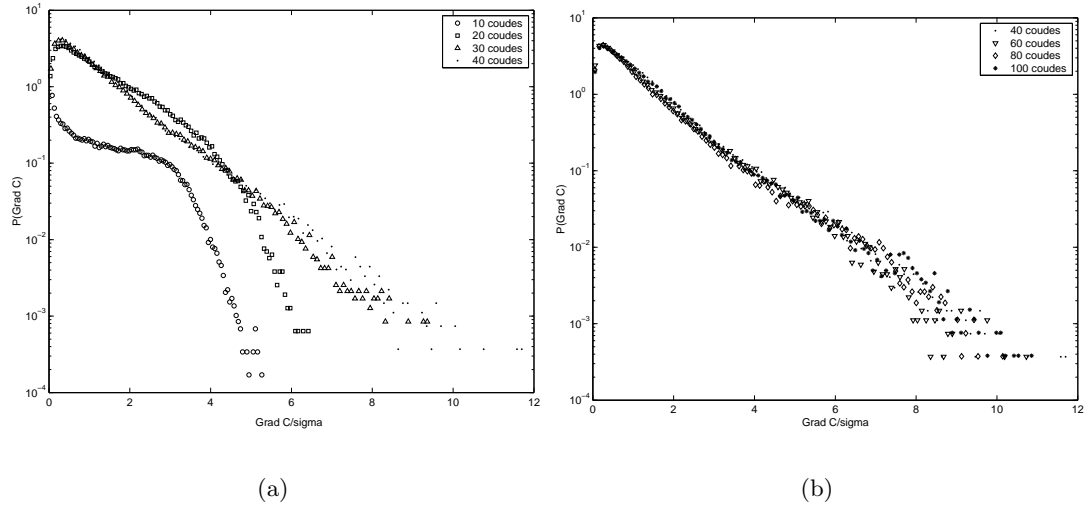 10 coudes
20 coudes
30 coudes
40 coudes
10^1
10^0
10^-1
10^-2
10^-3
10^-4
P(Grad C)
0 2 4 6 8 10 12
Grad C/sigma
(a)
40 coudes
60 coudes
80 coudes
100 coudes
10^1
10^0
10^-1
10^-2
10^-3
10^-4
P(Grad C)
0 2 4 6 8 10 12
Grad C/sigma
(b)